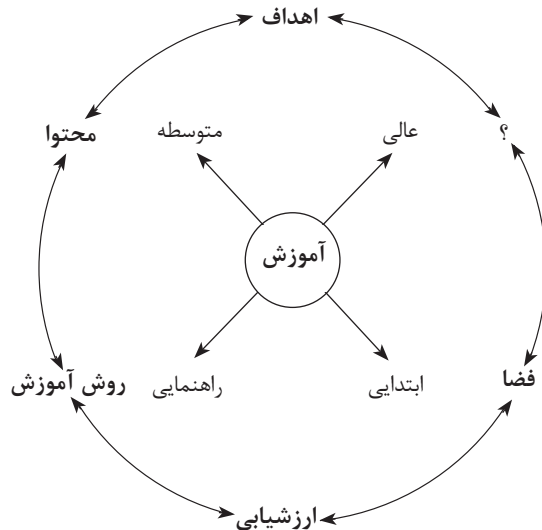 اهداف
؟
عالی
متوسطه
محتوا
آموزش
فضا
ابتدایی
راهنمایی
روش آموزش
ارزشیابی